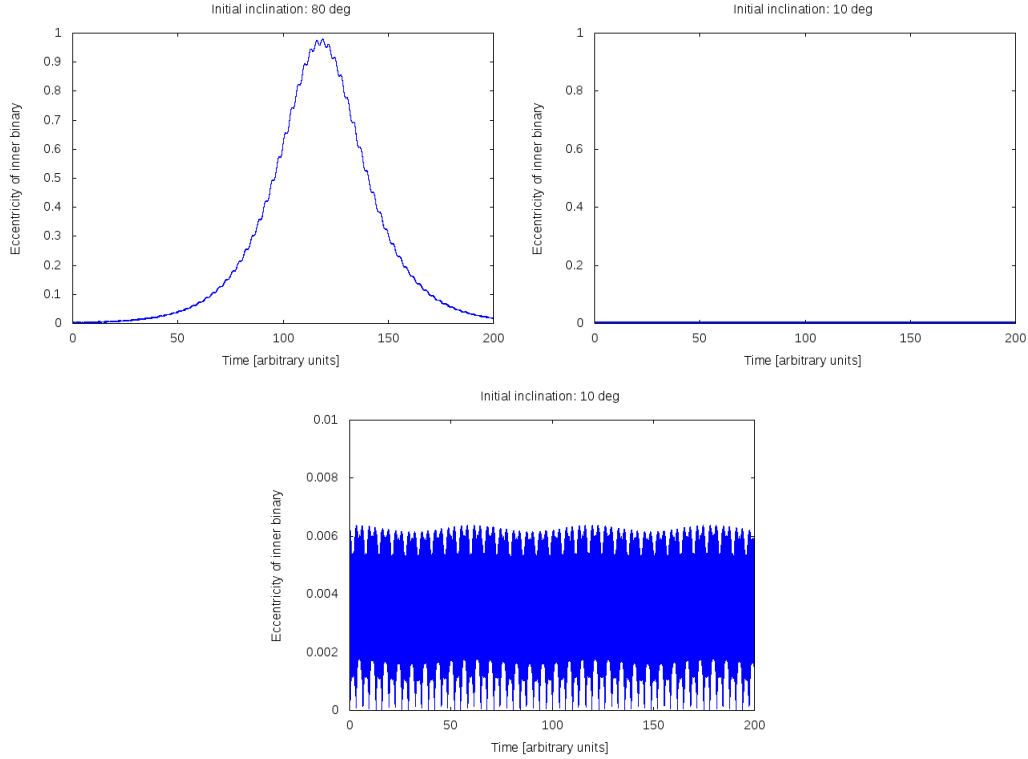 Initial inclination: 80 deg
1
0.9
0.8
0.7
0.6
0.5
0.4
0.3
0.2
0.1
0
Eccentricity of inner binary
0 50 100 150 200
Time [arbitrary units]
Initial inclination: 10 deg
1
0.8
0.6
0.4
0.2
0
Eccentricity of inner binary
0 50 100 150 200
Time [arbitrary units]
Initial inclination: 10 deg
0.01
0.008
0.006
0.004
0.002
0
Eccentricity of inner binary
0 50 100 150 200
Time [arbitrary units]